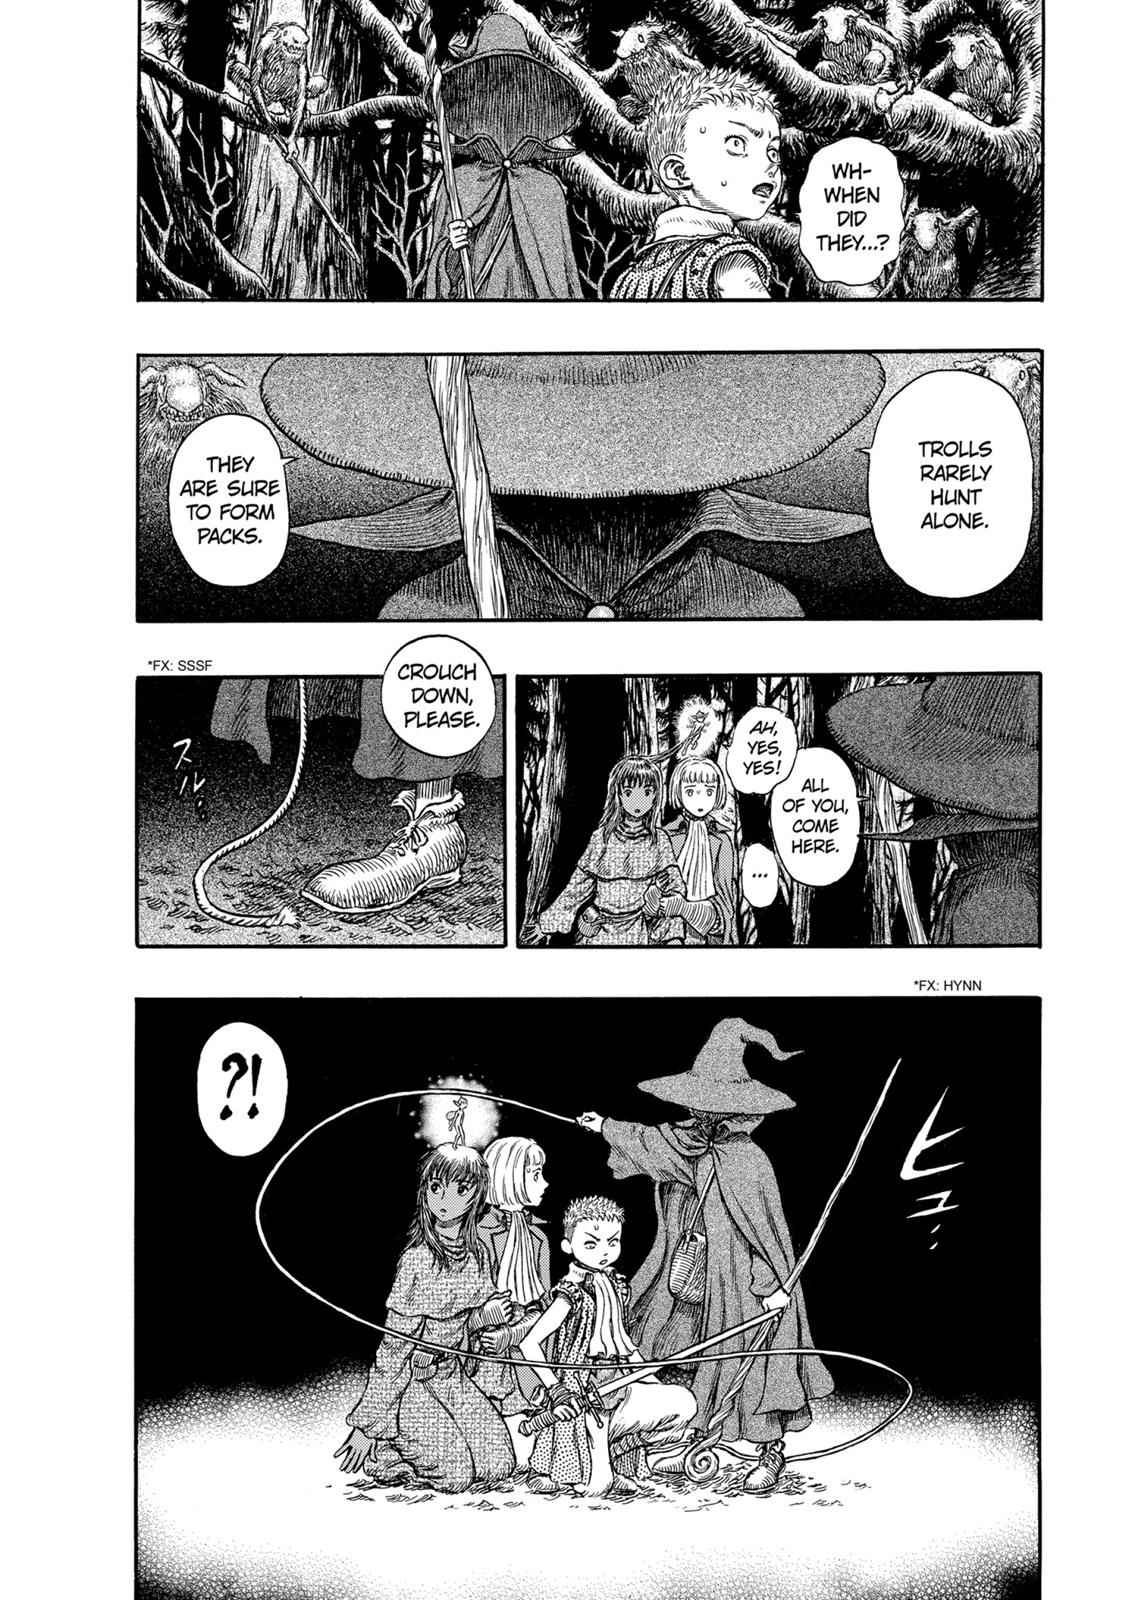 WH-
WHEN
DID
THEY...?
TROLLS
RARELY
HUNT
ALONE.
THEY
ARE SURE
TO FORM
PACKS.
ALL
OF YOU,
COME
HERE.
AH,
YES,
YES!
...
*FX: SSSF
CROUCH
DOWN,
PLEASE.
スル…
*FX: HYNN
?!
ヒュ…